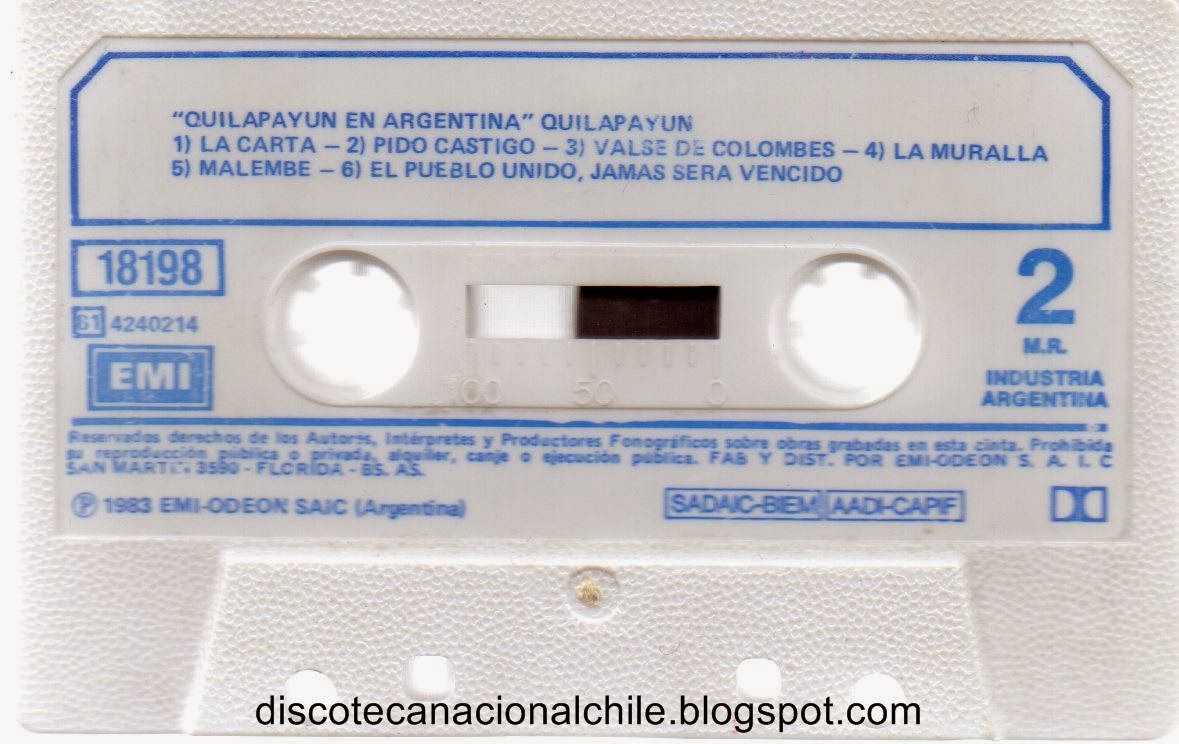 "QUILAPAYUN EN ARGENTINA" QUILAPAYUN
1) LA CARTA – 2) PIDO CASTIGO – 3) VALSE DE COLOMBES – 4) LA MURALLA
5) MALEMBE – 6) EL PUEBLO UNIDO, JAMAS SERA VENCIDO
18198
61 4240214
EMI
2
M.R.
INDUSTRIA
ARGENTINA
100 50 0
Reservados derechos de los Autores, Intérpretes y Productores Fonográficos sobre obras grabadas en esta cinta. Prohibida
su reproducción pública o privada, alquiler, canje o ejecución pública. FAB Y DIST. POR EMI-ODEON S. A. I. C
SAN MARTIN 3590 - FLORIDA - BS. AS.
Ⓟ 1983 EMI-ODEON SAIC (Argentina)
SADAIC-BIEM AADI-CAPIF
discotecanacionalchile.blogspot.com